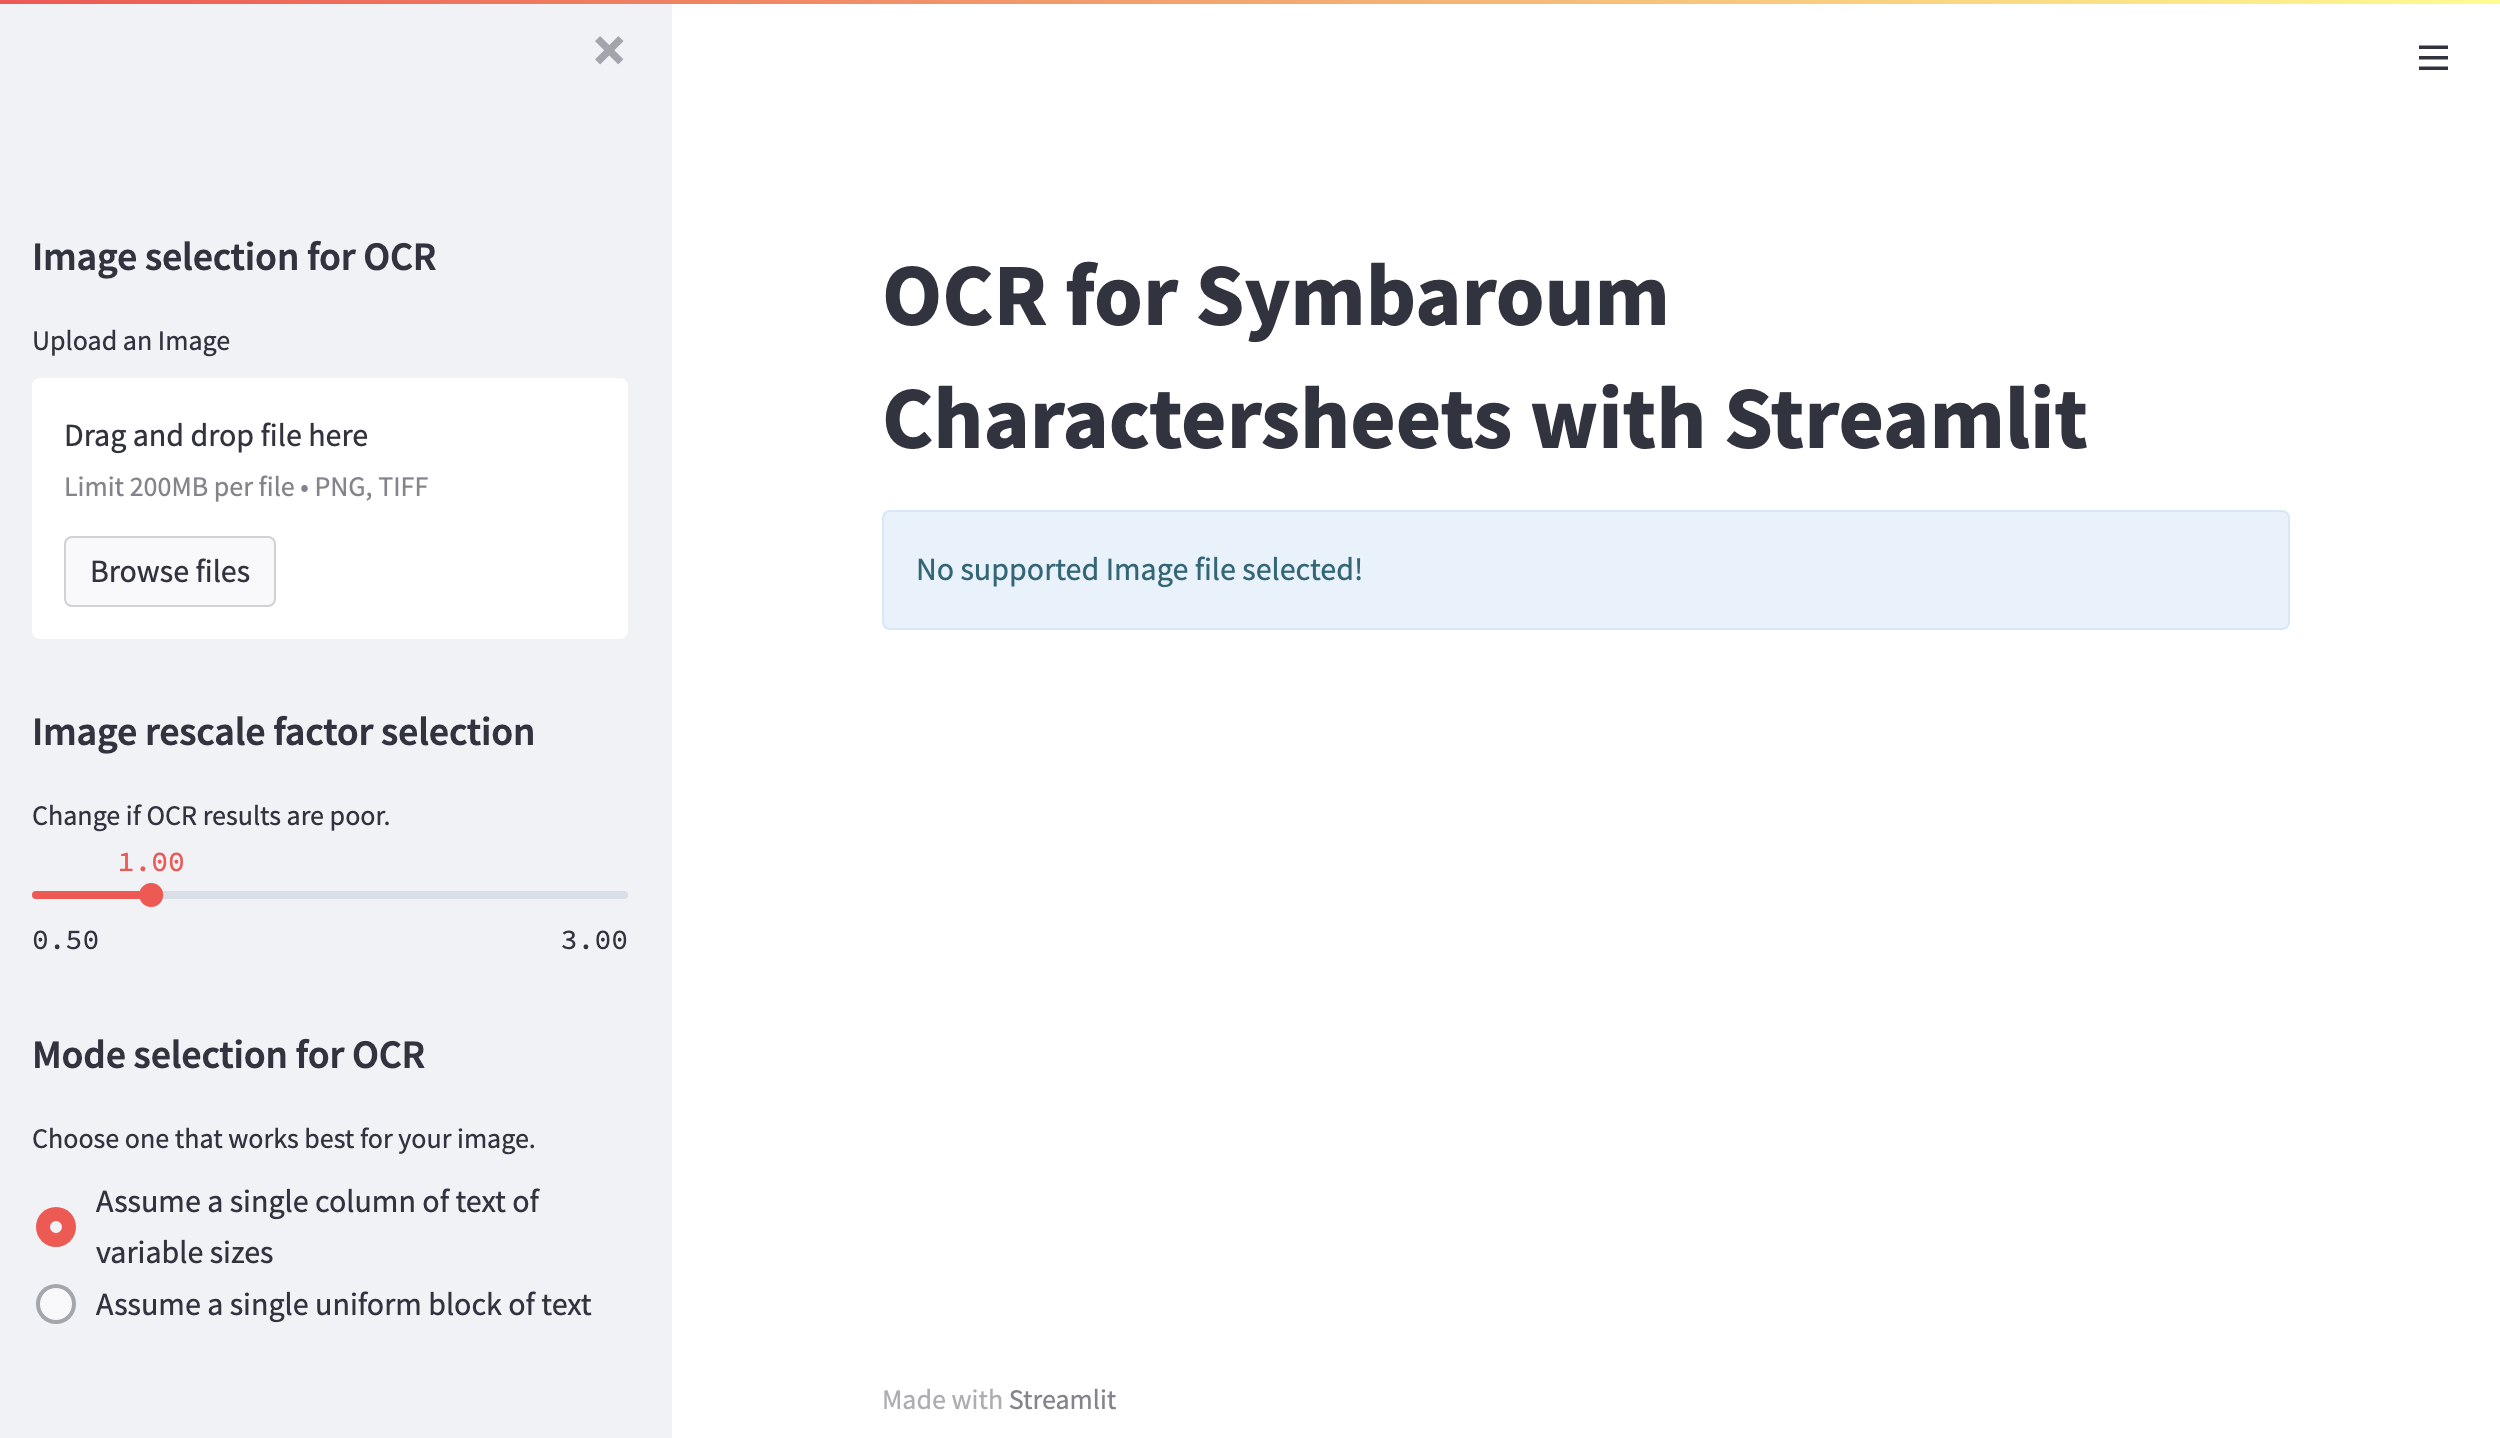 Image selection for OCR
Upload an Image
Drag and drop file here
Limit 200MB per file • PNG, TIFF
Browse files
Image rescale factor selection
Change if OCR results are poor.
1.00
0.50 3.00
Mode selection for OCR
Choose one that works best for your image.
Assume a single column of text of
variable sizes
Assume a single uniform block of text
OCR for Symbaroum
Charactersheets with Streamlit
No supported Image file selected!
Made with Streamlit